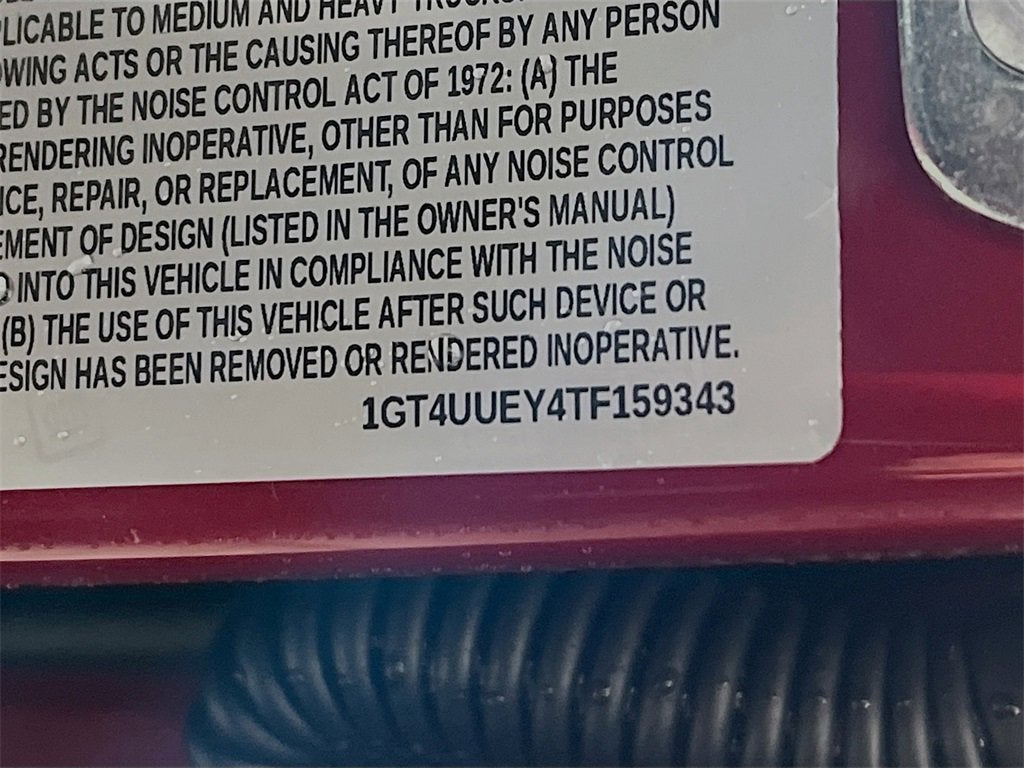 PLICABLE TO MEDIUM AND HEAVY
OWING ACTS OR THE CAUSING THEREOF BY ANY PERSON
ED BY THE NOISE CONTROL ACT OF 1972: (A) THE
RENDERING INOPERATIVE, OTHER THAN FOR PURPOSES
ICE, REPAIR, OR REPLACEMENT, OF ANY NOISE CONTROL
EMENT OF DESIGN (LISTED IN THE OWNER'S MANUAL)
D INTO THIS VEHICLE IN COMPLIANCE WITH THE NOISE
(B) THE USE OF THIS VEHICLE AFTER SUCH DEVICE OR
ESIGN HAS BEEN REMOVED OR RENDERED INOPERATIVE.
1GT4UUEY4TF159343